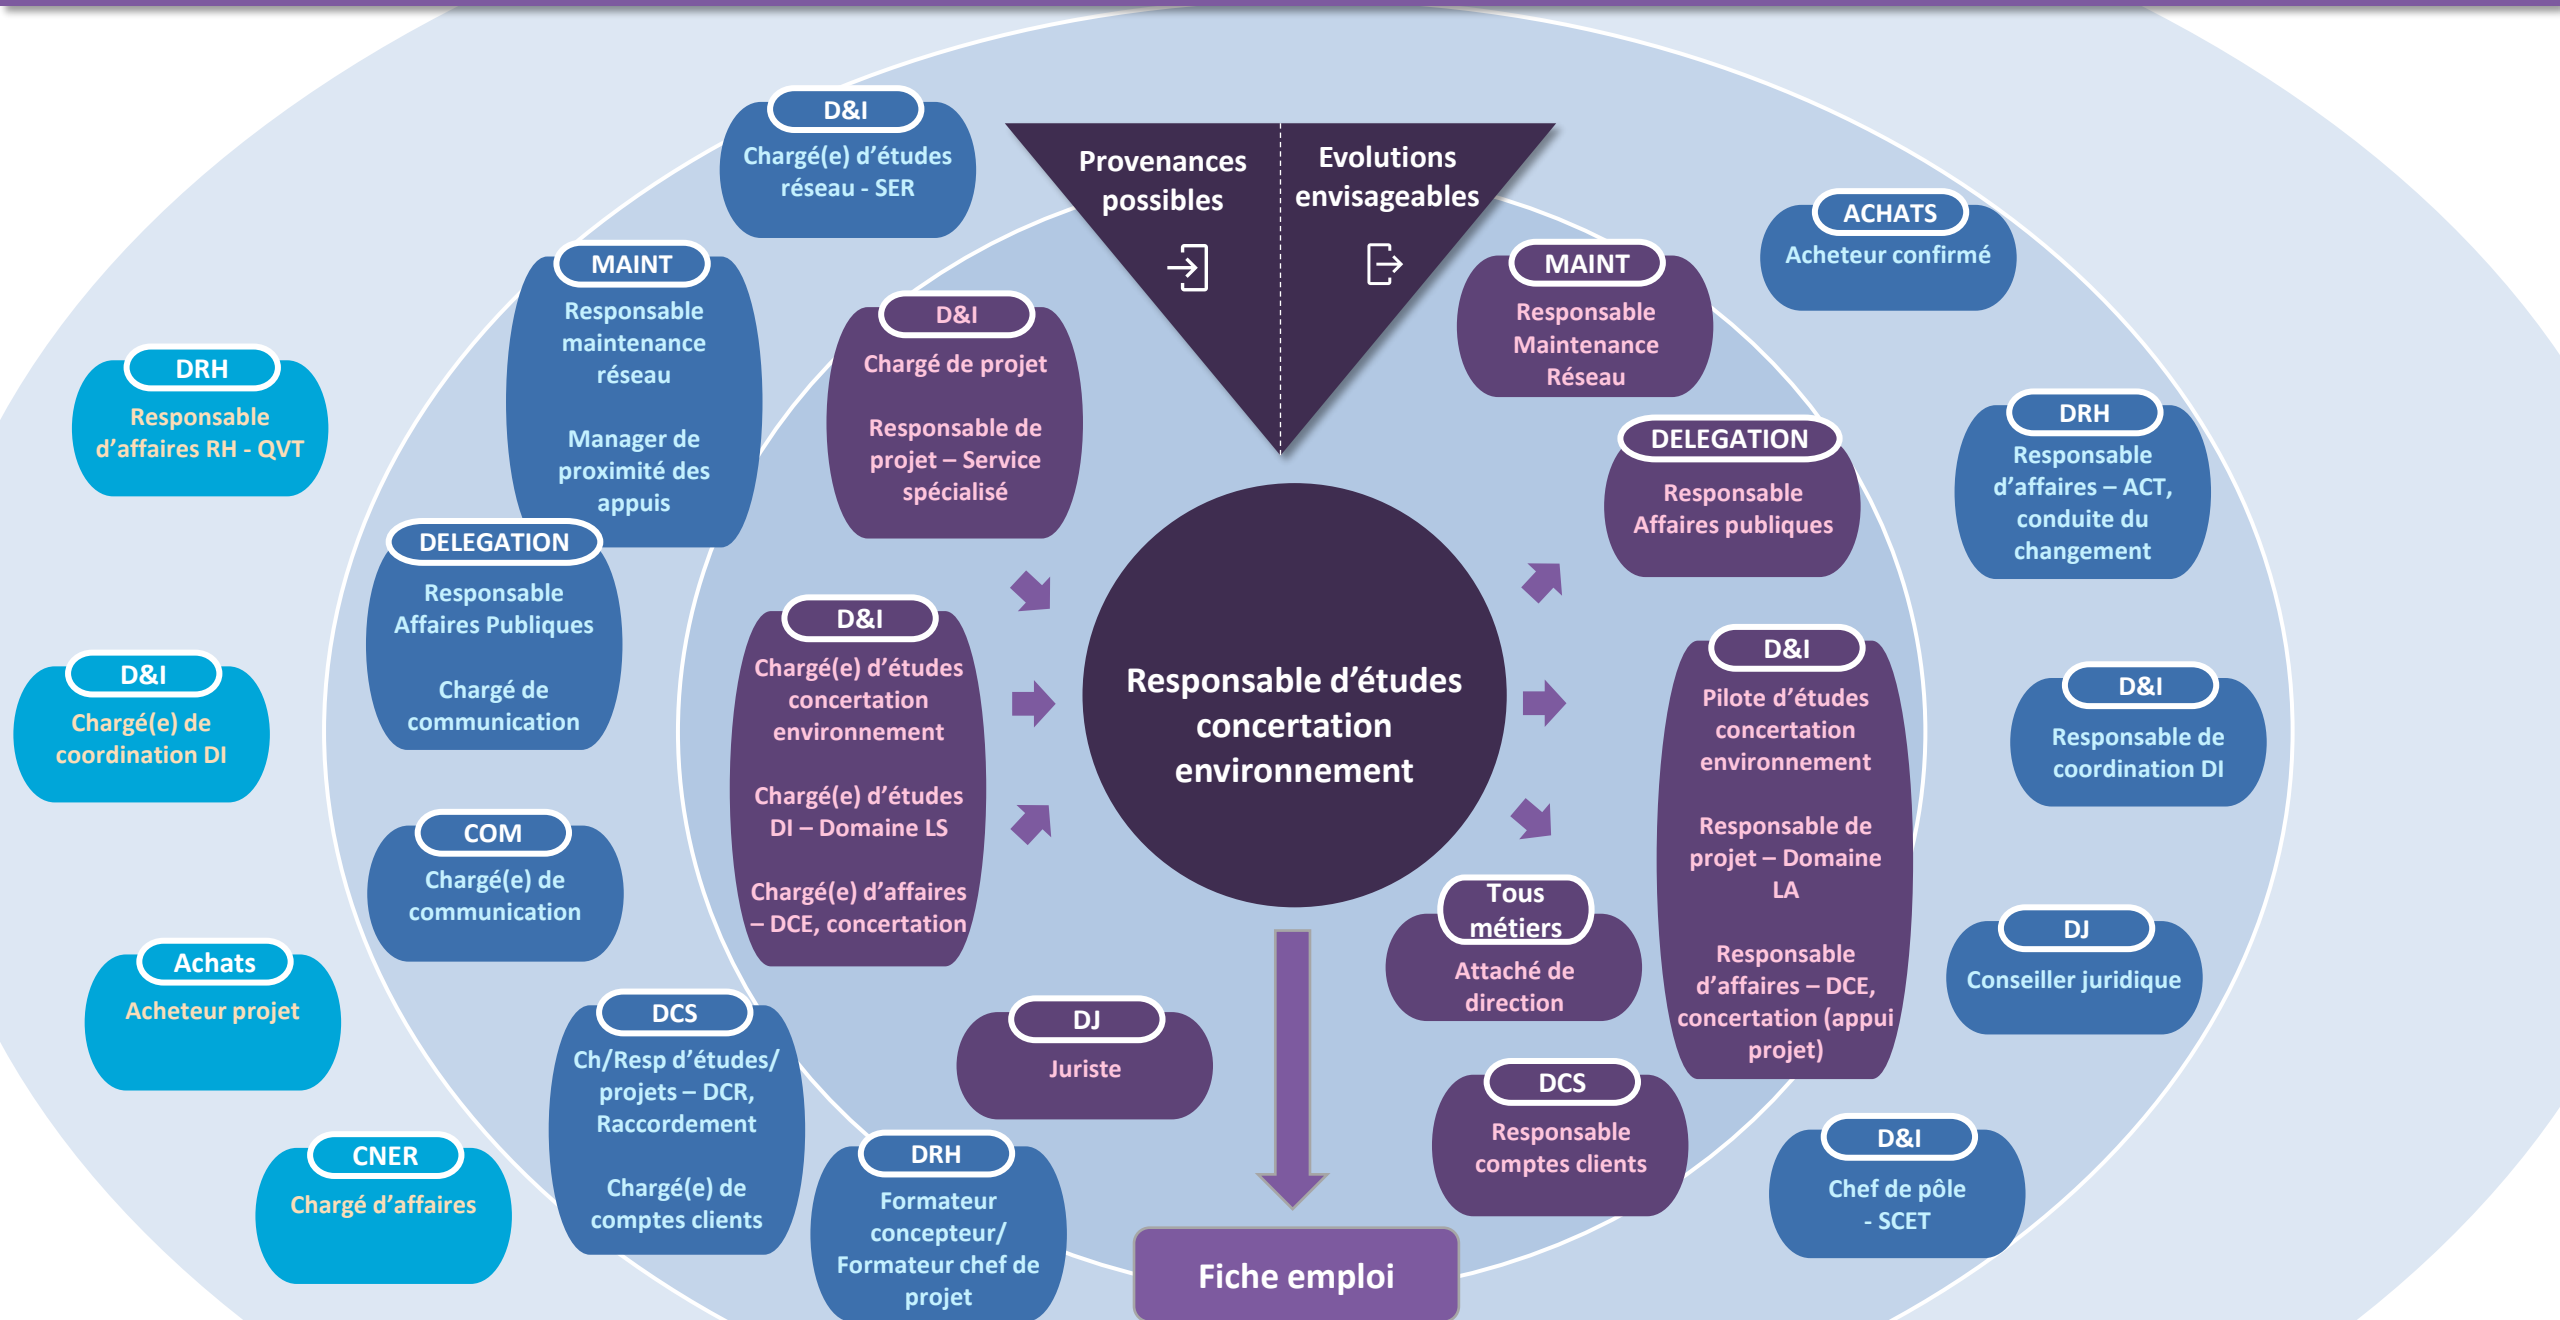 Provenances
possibles
Evolutions
envisageables
D&I
Chargé(e) d’études
réseau - SER
MAINT
Responsable
maintenance
réseau
Manager de
proximité des
appuis
D&I
Chargé de projet
Responsable de
projet – Service
spécialisé
DRH
Responsable
d’affaires RH - QVT
DELEGATION
Responsable
Affaires Publiques
Chargé de
communication
D&I
Chargé(e) d’études
concertation
environnement
Chargé(e) d’études
DI – Domaine LS
Chargé(e) d’affaires
– DCE, concertation
D&I
Chargé(e) de
coordination DI
COM
Chargé(e) de
communication
Achats
Acheteur projet
DCS
Ch/Resp d’études/
projets – DCR,
Raccordement
Chargé(e) de
comptes clients
DJ
Juriste
CNER
Chargé d’affaires
DRH
Formateur
concepteur/
Formateur chef de
projet
Responsable d’études
concertation
environnement
Fiche emploi
MAINT
Responsable
Maintenance
Réseau
ACHATS
Acheteur confirmé
DELEGATION
Responsable
Affaires publiques
DRH
Responsable
d’affaires – ACT,
conduite du
changement
D&I
Pilote d’études
concertation
environnement
Responsable de
projet – Domaine
LA
Responsable
d’affaires – DCE,
concertation (appui
projet)
D&I
Responsable de
coordination DI
Tous
métiers
Attaché de
direction
DJ
Conseiller juridique
DCS
Responsable
comptes clients
D&I
Chef de pôle
- SCET